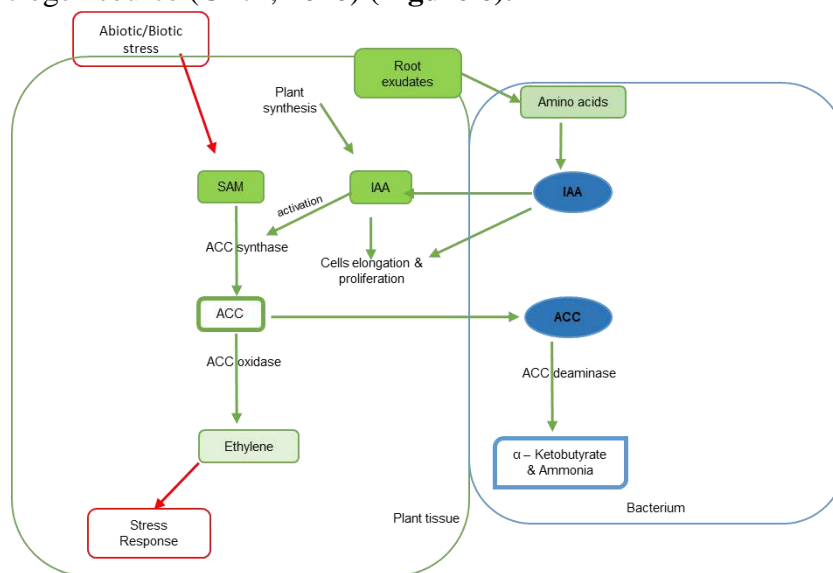 Abiotic/Biotic
stress
Root
exudates
Plant
synthesis
Amino acids
SAM
IAA
IAA
activation
ACC synthase
Cells elongation &
proliferation
ACC
ACC
ACC oxidase
ACC deaminase
Ethylene
α – Ketobutyrate
& Ammonia
Bacterium
Plant tissue
Stress
Response